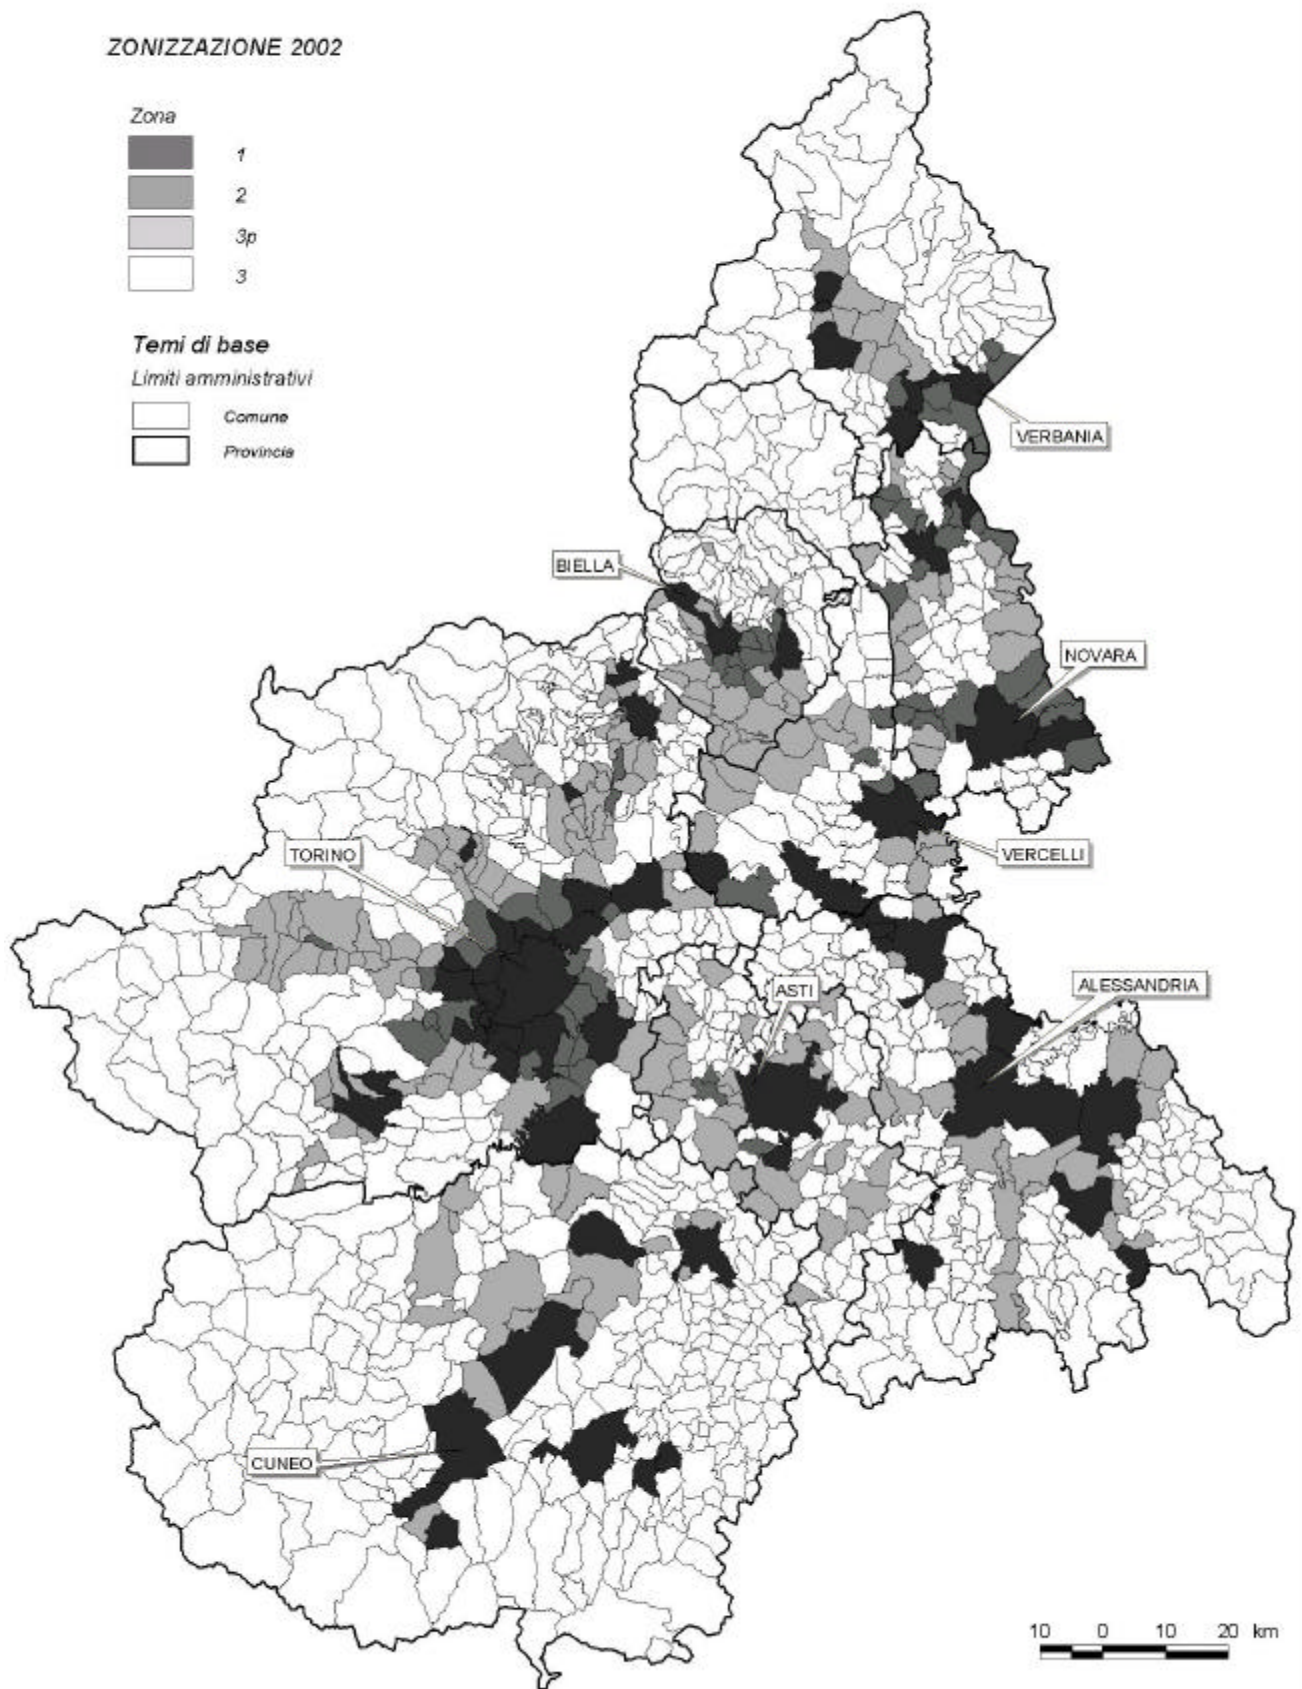 ZONIZZAZIONE 2002
Zona
1
2
3p
3
Temi di base
Limiti amministrativi
Comune
Provincia
VERBANIA
BIELLA
NOVARA
TORINO
VERCELLI
ASTI
ALESSANDRIA
CUNEO
10 0 10 20 km